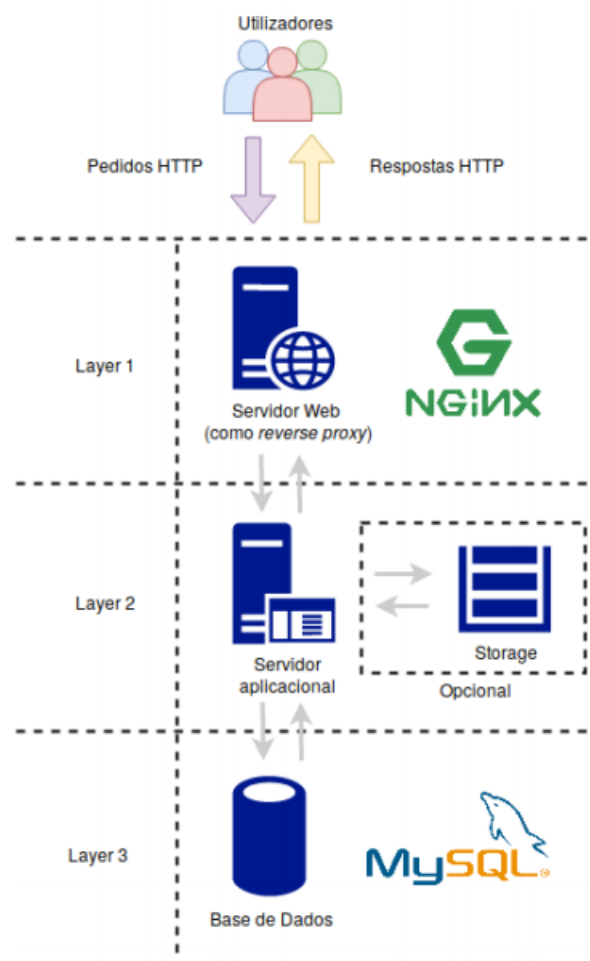 Utilizadores
Pedidos HTTP
Respostas HTTP
Layer 1
Servidor Web
(como reverse proxy)
NGiNX
Layer 2
Servidor
aplicacional
Storage
Opcional
Layer 3
Base de Dados
MySQL